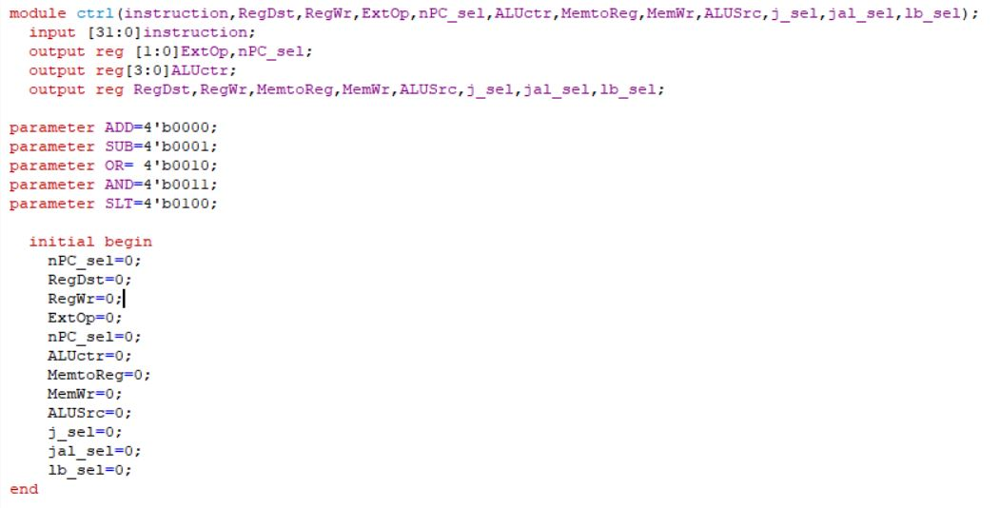 module ctrl(instruction,RegDst,RegWr,ExtOp,nPC_sel,ALUctr,MemtoReg,MemWr,ALUSrc,j_sel,jal_sel,lb_sel);
input [31:0]instruction;
output reg [1:0]ExtOp,nPC_sel;
output reg[3:0]ALUctr;
output reg RegDst,RegWr,MemtoReg,MemWr,ALUSrc,j_sel,jal_sel,lb_sel;
parameter ADD=4'b0000;
parameter SUB=4'b0001;
parameter OR= 4'b0010;
parameter AND=4'b0011;
parameter SLT=4'b0100;
initial begin
nPC_sel=0;
RegDst=0;
RegWr=0;
ExtOp=0;
nPC_sel=0;
ALUctr=0;
MemtoReg=0;
MemWr=0;
ALUSrc=0;
j_sel=0;
jal_sel=0;
lb_sel=0;
end